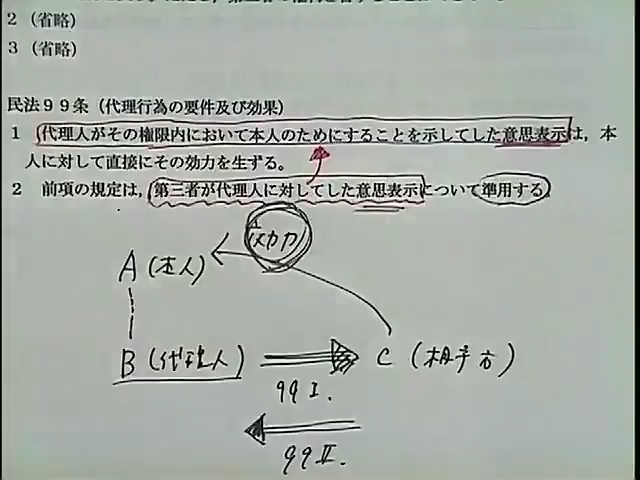 2（省略）
3（省略）
民法９９条（代理行為の要件及び効果）
1 代理人がその権限内において本人のためにすることを示してした意思表示は，本
人に対して直接にその効力を生ずる。
2 前項の規定は，第三者が代理人に対してした意思表示について準用する。
効力
A（本人）
B（代理人）
C（相手方）
99 I.
99 II.